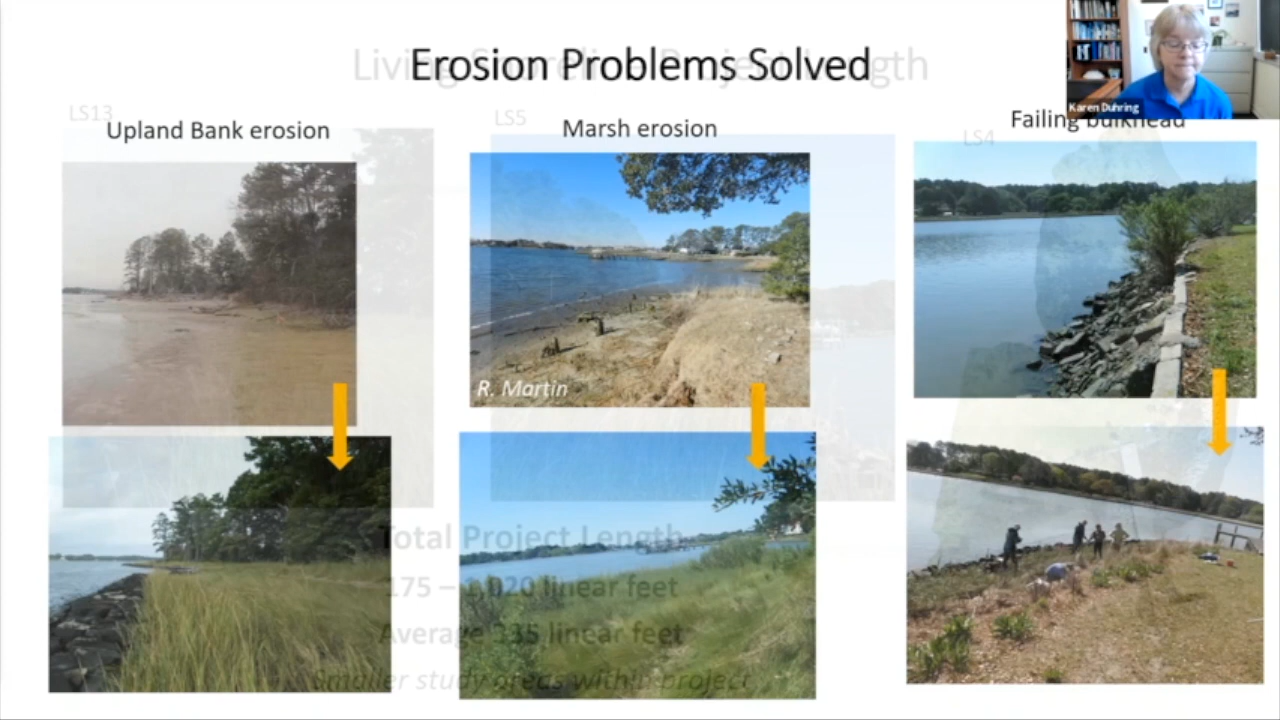 Living Shoreline Project Length
Erosion Problems Solved
Karen Duhring
LS13
LS5
LS4
Upland Bank erosion
Marsh erosion
Failing bulkhead
R. Martin
Total Project Length
175 – 1,020 linear feet
Average 335 linear feet
Smaller study areas within project